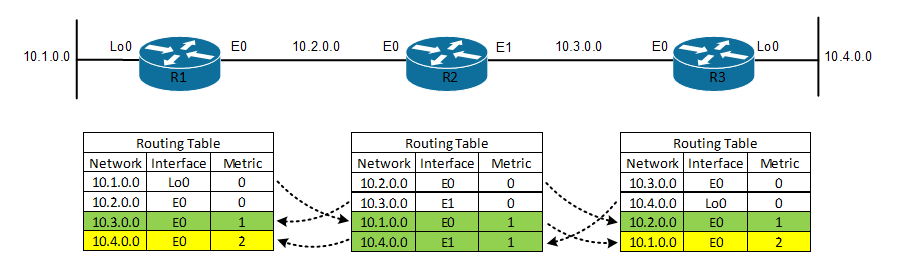 10.1.0.0 Lo0 E0 10.2.0.0 E0 E1 10.3.0.0 E0 Lo0 10.4.0.0
R1 R2 R3
Routing Table
Network Interface Metric
10.1.0.0 Lo0 0
10.2.0.0 E0 0
10.3.0.0 E0 1
10.4.0.0 E0 2
Routing Table
Network Interface Metric
10.2.0.0 E0 0
10.3.0.0 E1 0
10.1.0.0 E0 1
10.4.0.0 E1 1
Routing Table
Network Interface Metric
10.3.0.0 E0 0
10.4.0.0 Lo0 0
10.2.0.0 E0 1
10.1.0.0 E0 2